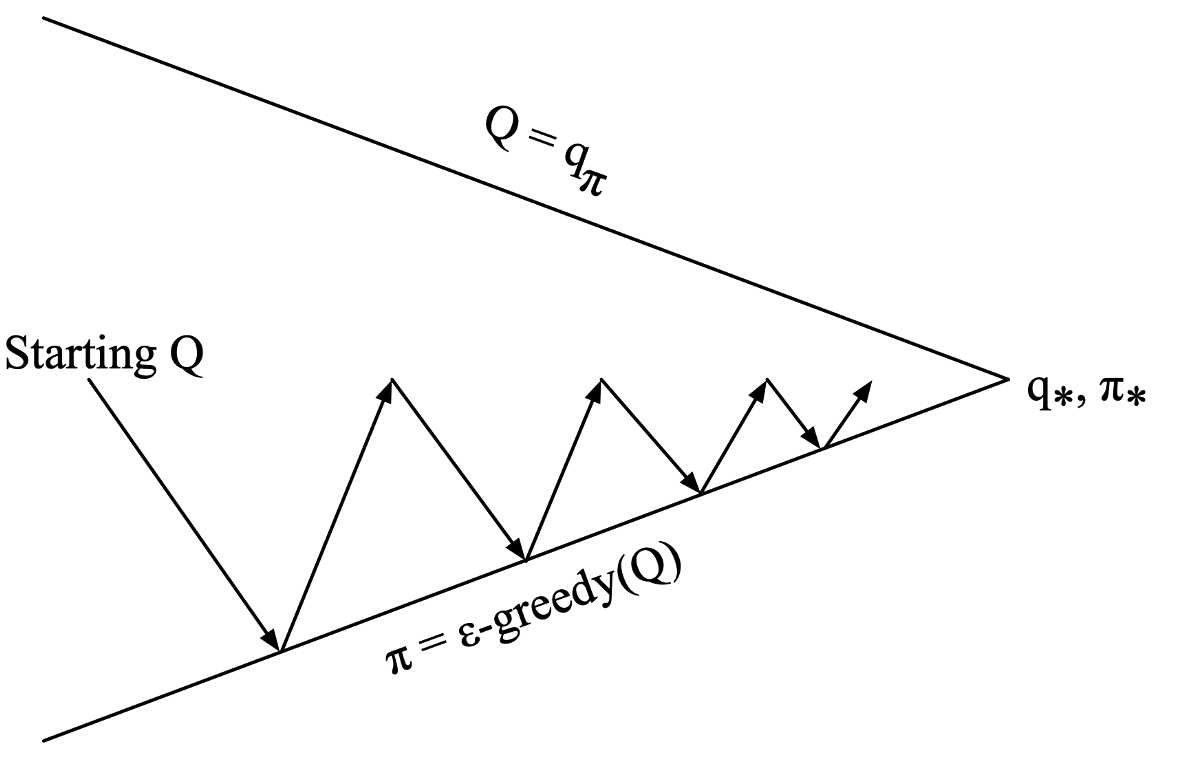 Q = qπ
Starting Q
q*, π*
π = ε-greedy(Q)